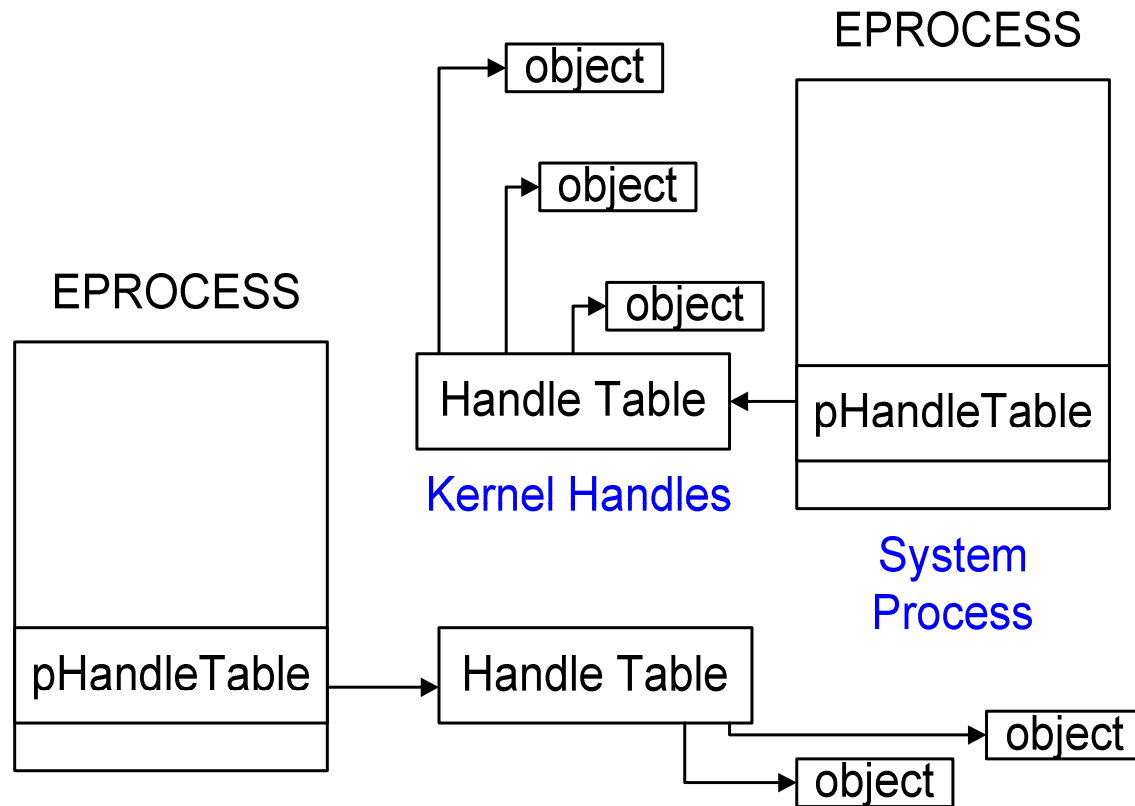 EPROCESS
object
object
EPROCESS
object
Handle Table
pHandleTable
Kernel Handles
System
Process
pHandleTable
Handle Table
object
object